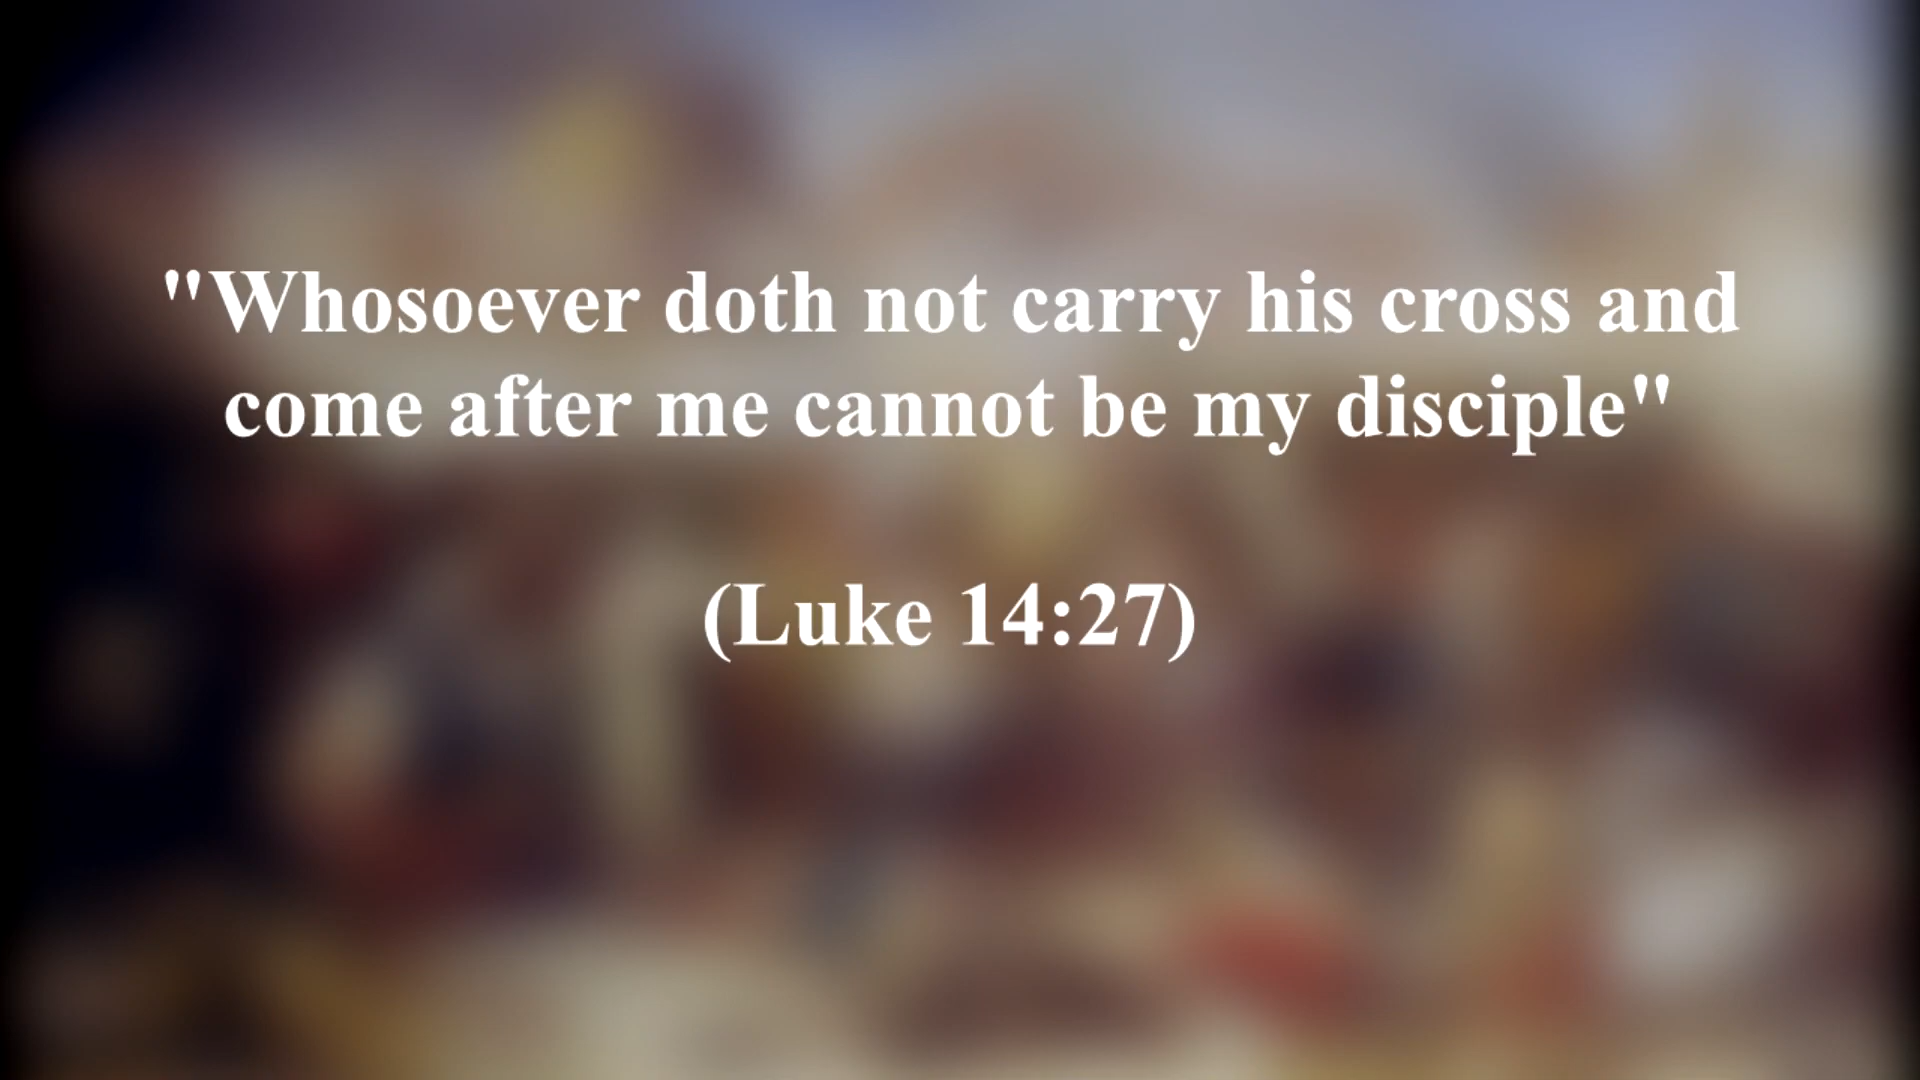 "Whosoever doth not carry his cross and
come after me cannot be my disciple"
(Luke 14:27)